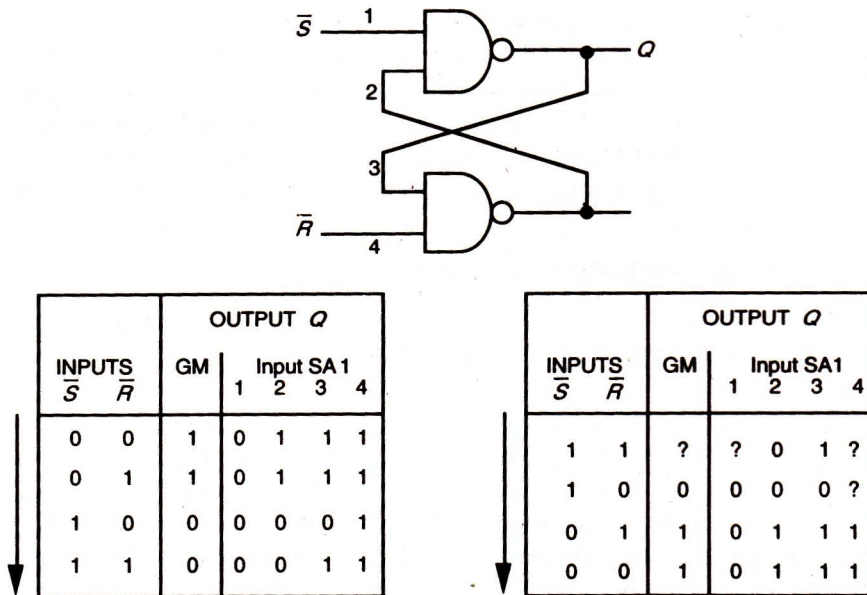 S̅ 1
Q
2
3
R̅ 4
OUTPUT Q
INPUTS GM Input SA1
S̅ R̅ 1 2 3 4
0 0 1 0 1 1 1
0 1 1 0 1 1 1
1 0 0 0 0 0 1
1 1 0 0 0 1 1
OUTPUT Q
INPUTS GM Input SA1
S̅ R̅ 1 2 3 4
1 1 ? ? 0 1 ?
1 0 0 0 0 0 ?
0 1 1 0 1 1 1
0 0 1 0 1 1 1